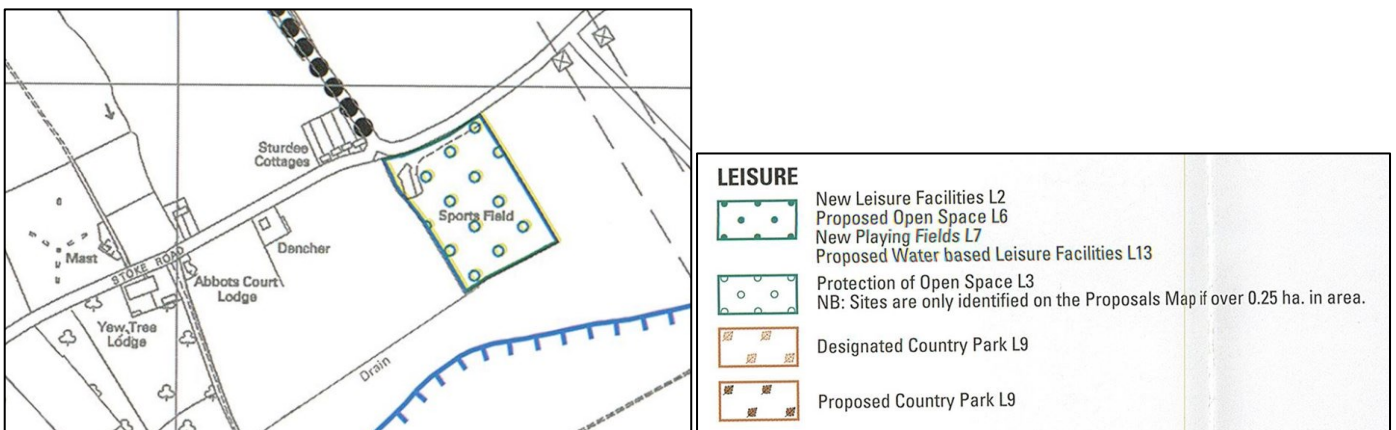 Sturdee
Cottages
Sports Field
Dencher
Mast
STOKE ROAD
Abbots Court
Lodge
Yew Tree
Lodge
Drain
LEISURE
New Leisure Facilities L2
Proposed Open Space L6
New Playing Fields L7
Proposed Water based Leisure Facilities L13
Protection of Open Space L3
NB: Sites are only identified on the Proposals Map if over 0.25 ha. in area.
Designated Country Park L9
Proposed Country Park L9